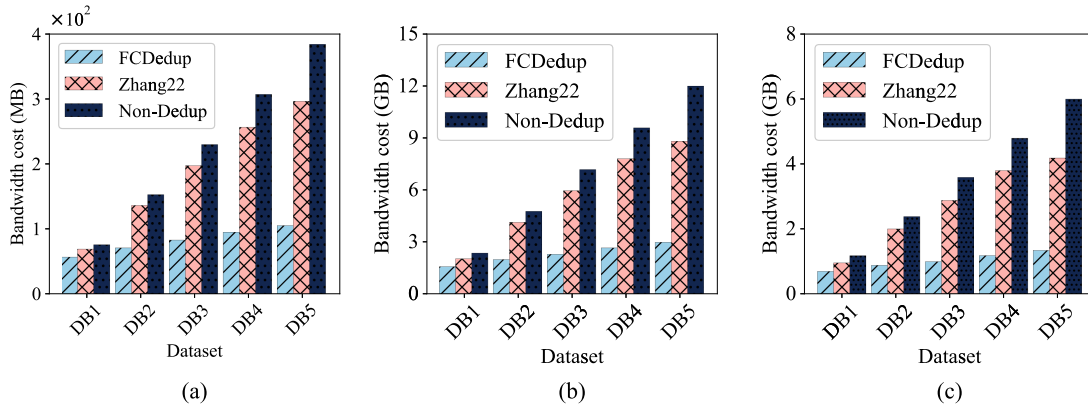 ×10²
4
3
2
1
0
Bandwidth cost (MB)
FCDedup
Zhang22
Non-Dedup
DB1
DB2
DB3
DB4
DB5
Dataset
(a)
15
12
9
6
3
0
Bandwidth cost (GB)
FCDedup
Zhang22
Non-Dedup
DB1
DB2
DB3
DB4
DB5
Dataset
(b)
8
6
4
2
0
Bandwidth cost (GB)
FCDedup
Zhang22
Non-Dedup
DB1
DB2
DB3
DB4
DB5
Dataset
(c)